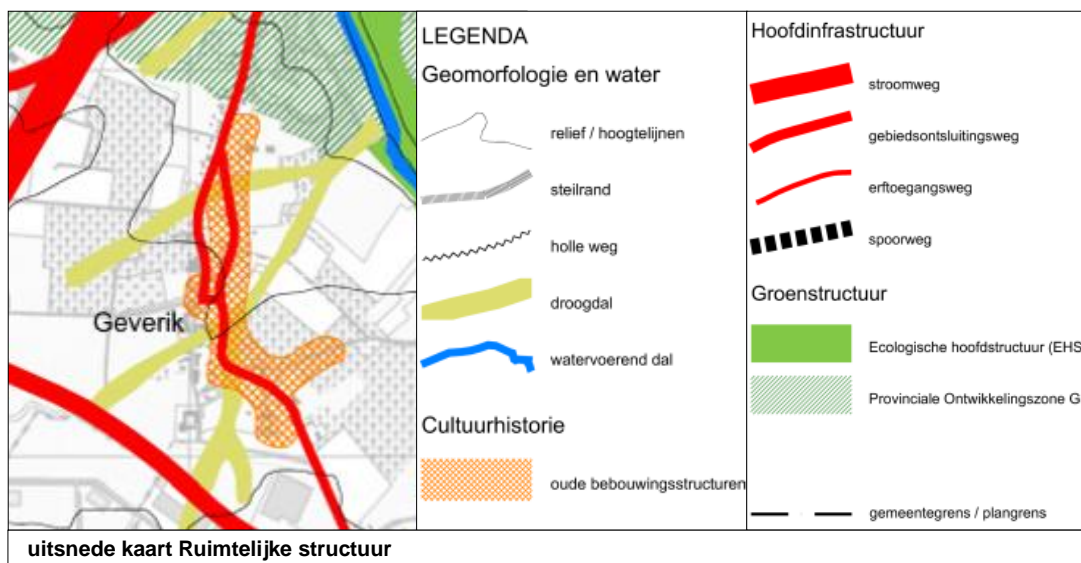 Geverik
LEGENDA
Geomorfologie en water
relief / hoogtelijnen
steilrand
holle weg
droogdal
watervoerend dal
Cultuurhistorie
oude bebouwingsstructuren
Hoofdinfrastructuur
stroomweg
gebiedsontsluitingsweg
erftoegangsweg
spoorweg
Groenstructuur
Ecologische hoofdstructuur (EHS
Provinciale Ontwikkelingszone G
gemeentegrens / plangrens
uitsnede kaart Ruimtelijke structuur